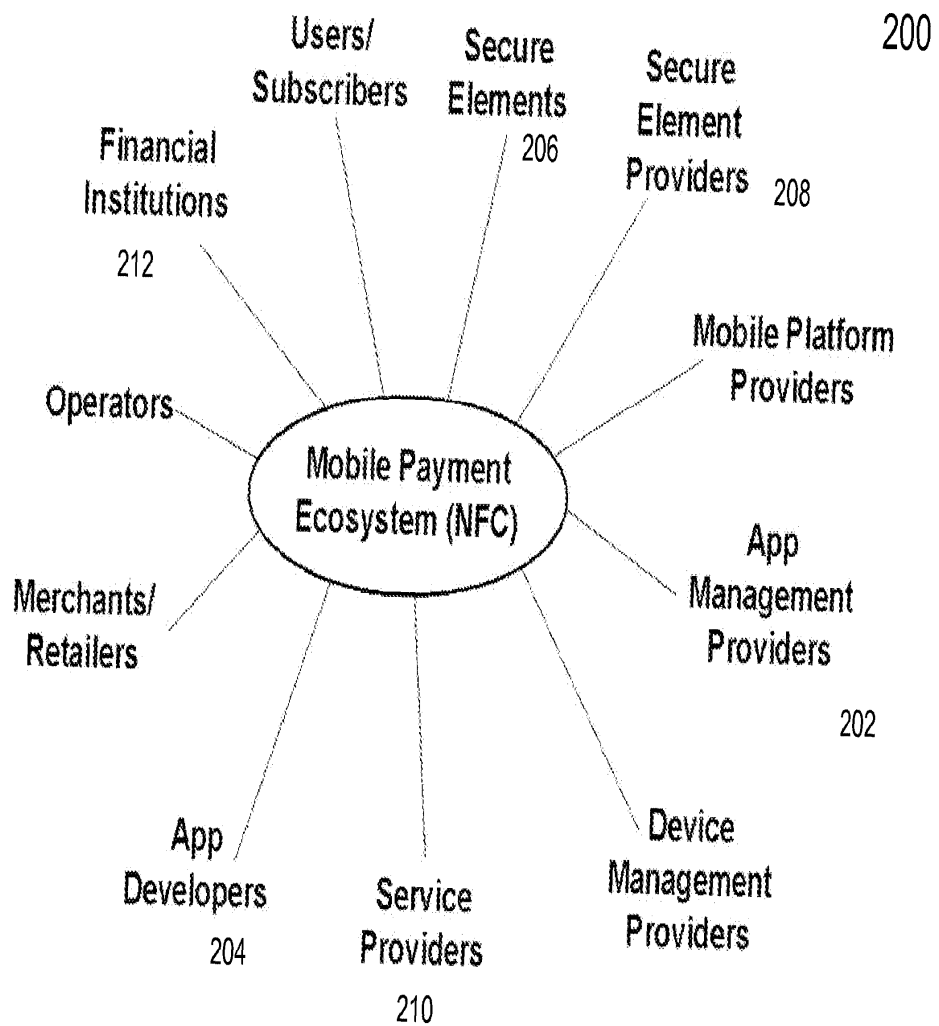 200
Users/
Subscribers
Secure
Elements
206
Secure
Element
Providers
208
Financial
Institutions
212
Mobile Platform
Providers
Operators
Mobile Payment
Ecosystem (NFC)
App
Management
Providers
202
Merchants/
Retailers
Device
Management
Providers
App
Developers
204
Service
Providers
210